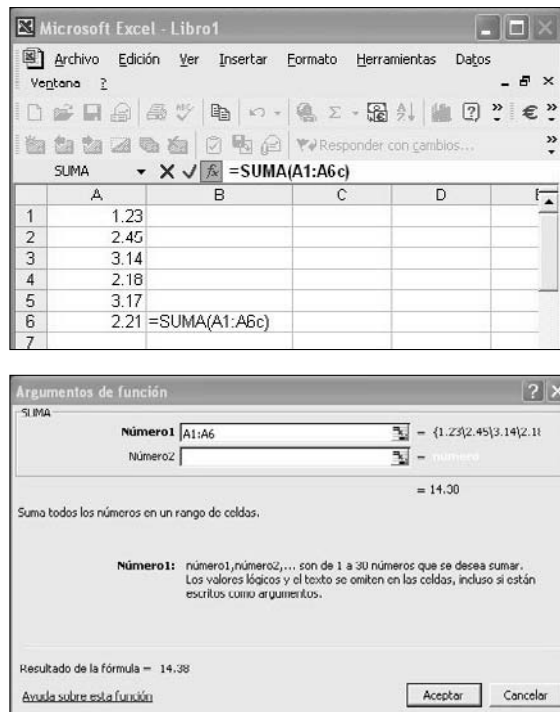 Microsoft Excel - Libro1
Archivo Edición Ver Insertar Formato Herramientas Datos
Ventana ?
Responder con cambios...
SUMA =SUMA(A1:A6c)
A B C D
1 1.23
2 2.45
3 3.14
4 2.18
5 3.17
6 2.21 =SUMA(A1:A6c)
7
Argumentos de función
SUMA
Número1 A1:A6 = {1.23\2.45\3.14\2.18
Número2 = número
= 14.38
Suma todos los números en un rango de celdas.
Número1: número1,número2,... son de 1 a 30 números que se desea sumar.
Los valores lógicos y el texto se omiten en las celdas, incluso si están
escritos como argumentos.
Resultado de la fórmula = 14.38
Ayuda sobre esta función Aceptar Cancelar